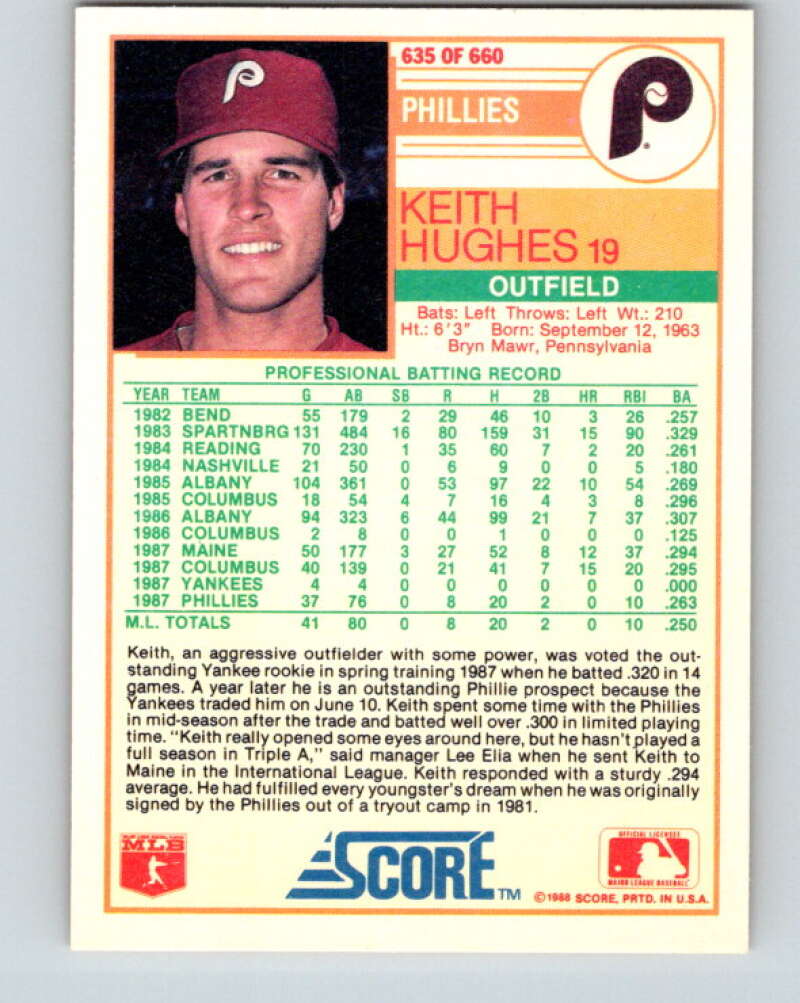 635 OF 660
PHILLIES
P
P
KEITH
HUGHES 19
OUTFIELD
Bats: Left Throws: Left Wt.: 210
Ht.: 6'3" Born: September 12, 1963
Bryn Mawr, Pennsylvania
PROFESSIONAL BATTING RECORD
YEAR TEAM G AB SB R H 2B HR RBI BA
1982 BEND 55 179 2 29 46 10 3 26 .257
1983 SPARTNBRG 131 484 16 80 159 31 15 90 .329
1984 READING 70 230 1 35 60 7 2 20 .261
1984 NASHVILLE 21 50 0 6 9 0 0 5 .180
1985 ALBANY 104 361 0 53 97 22 10 54 .269
1985 COLUMBUS 18 54 4 7 16 4 3 8 .296
1986 ALBANY 94 323 6 44 99 21 7 37 .307
1986 COLUMBUS 2 8 0 0 1 0 0 0 .125
1987 MAINE 50 177 3 27 52 8 12 37 .294
1987 COLUMBUS 40 139 0 21 41 7 15 20 .295
1987 YANKEES 4 4 0 0 0 0 0 0 .000
1987 PHILLIES 37 76 0 8 20 2 0 10 .263
M.L. TOTALS 41 80 0 8 20 2 0 10 .250
Keith, an aggressive outfielder with some power, was voted the out-
standing Yankee rookie in spring training 1987 when he batted .320 in 14
games. A year later he is an outstanding Phillie prospect because the
Yankees traded him on June 10. Keith spent some time with the Phillies
in mid-season after the trade and batted well over .300 in limited playing
time. "Keith really opened some eyes around here, but he hasn't played a
full season in Triple A," said manager Lee Elia when he sent Keith to
Maine in the International League. Keith responded with a sturdy .294
average. He had fulfilled every youngster's dream when he was originally
signed by the Phillies out of a tryout camp in 1981.
MLB
SCORE TM
OFFICIAL LICENSEE
MAJOR LEAGUE BASEBALL
©1988 SCORE, PRTD. IN U.S.A.